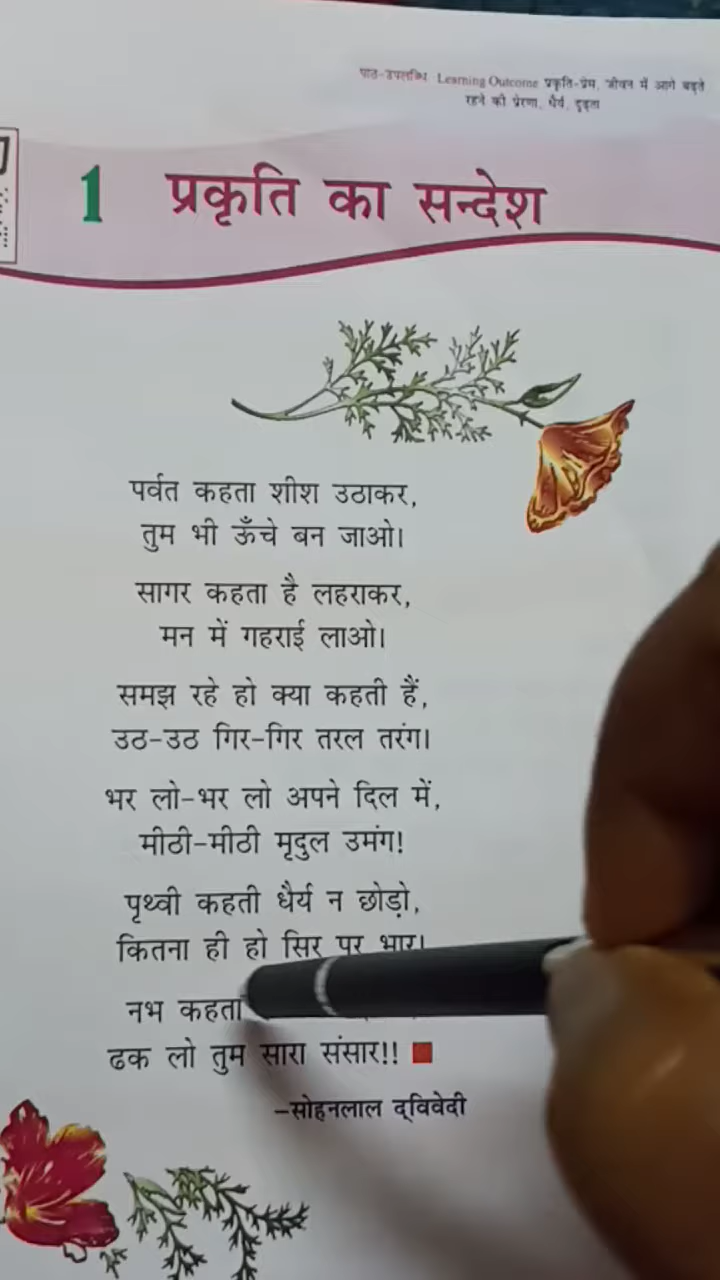 पाठ-उपलब्धि Learning Outcome प्रकृति-प्रेम, जीवन में आगे बढ़ते
रहने की प्रेरणा, धैर्य, दृढ़ता
1 प्रकृति का सन्देश
पर्वत कहता शीश उठाकर,
तुम भी ऊँचे बन जाओ।
सागर कहता है लहराकर,
मन में गहराई लाओ।
समझ रहे हो क्या कहती हैं,
उठ-उठ गिर-गिर तरल तरंग।
भर लो-भर लो अपने दिल में,
मीठी-मीठी मृदुल उमंग!
पृथ्वी कहती धैर्य न छोड़ो,
कितना ही हो सिर पर भार।
नभ कहता
ढक लो तुम सारा संसार!!
-सोहनलाल द्विवेदी